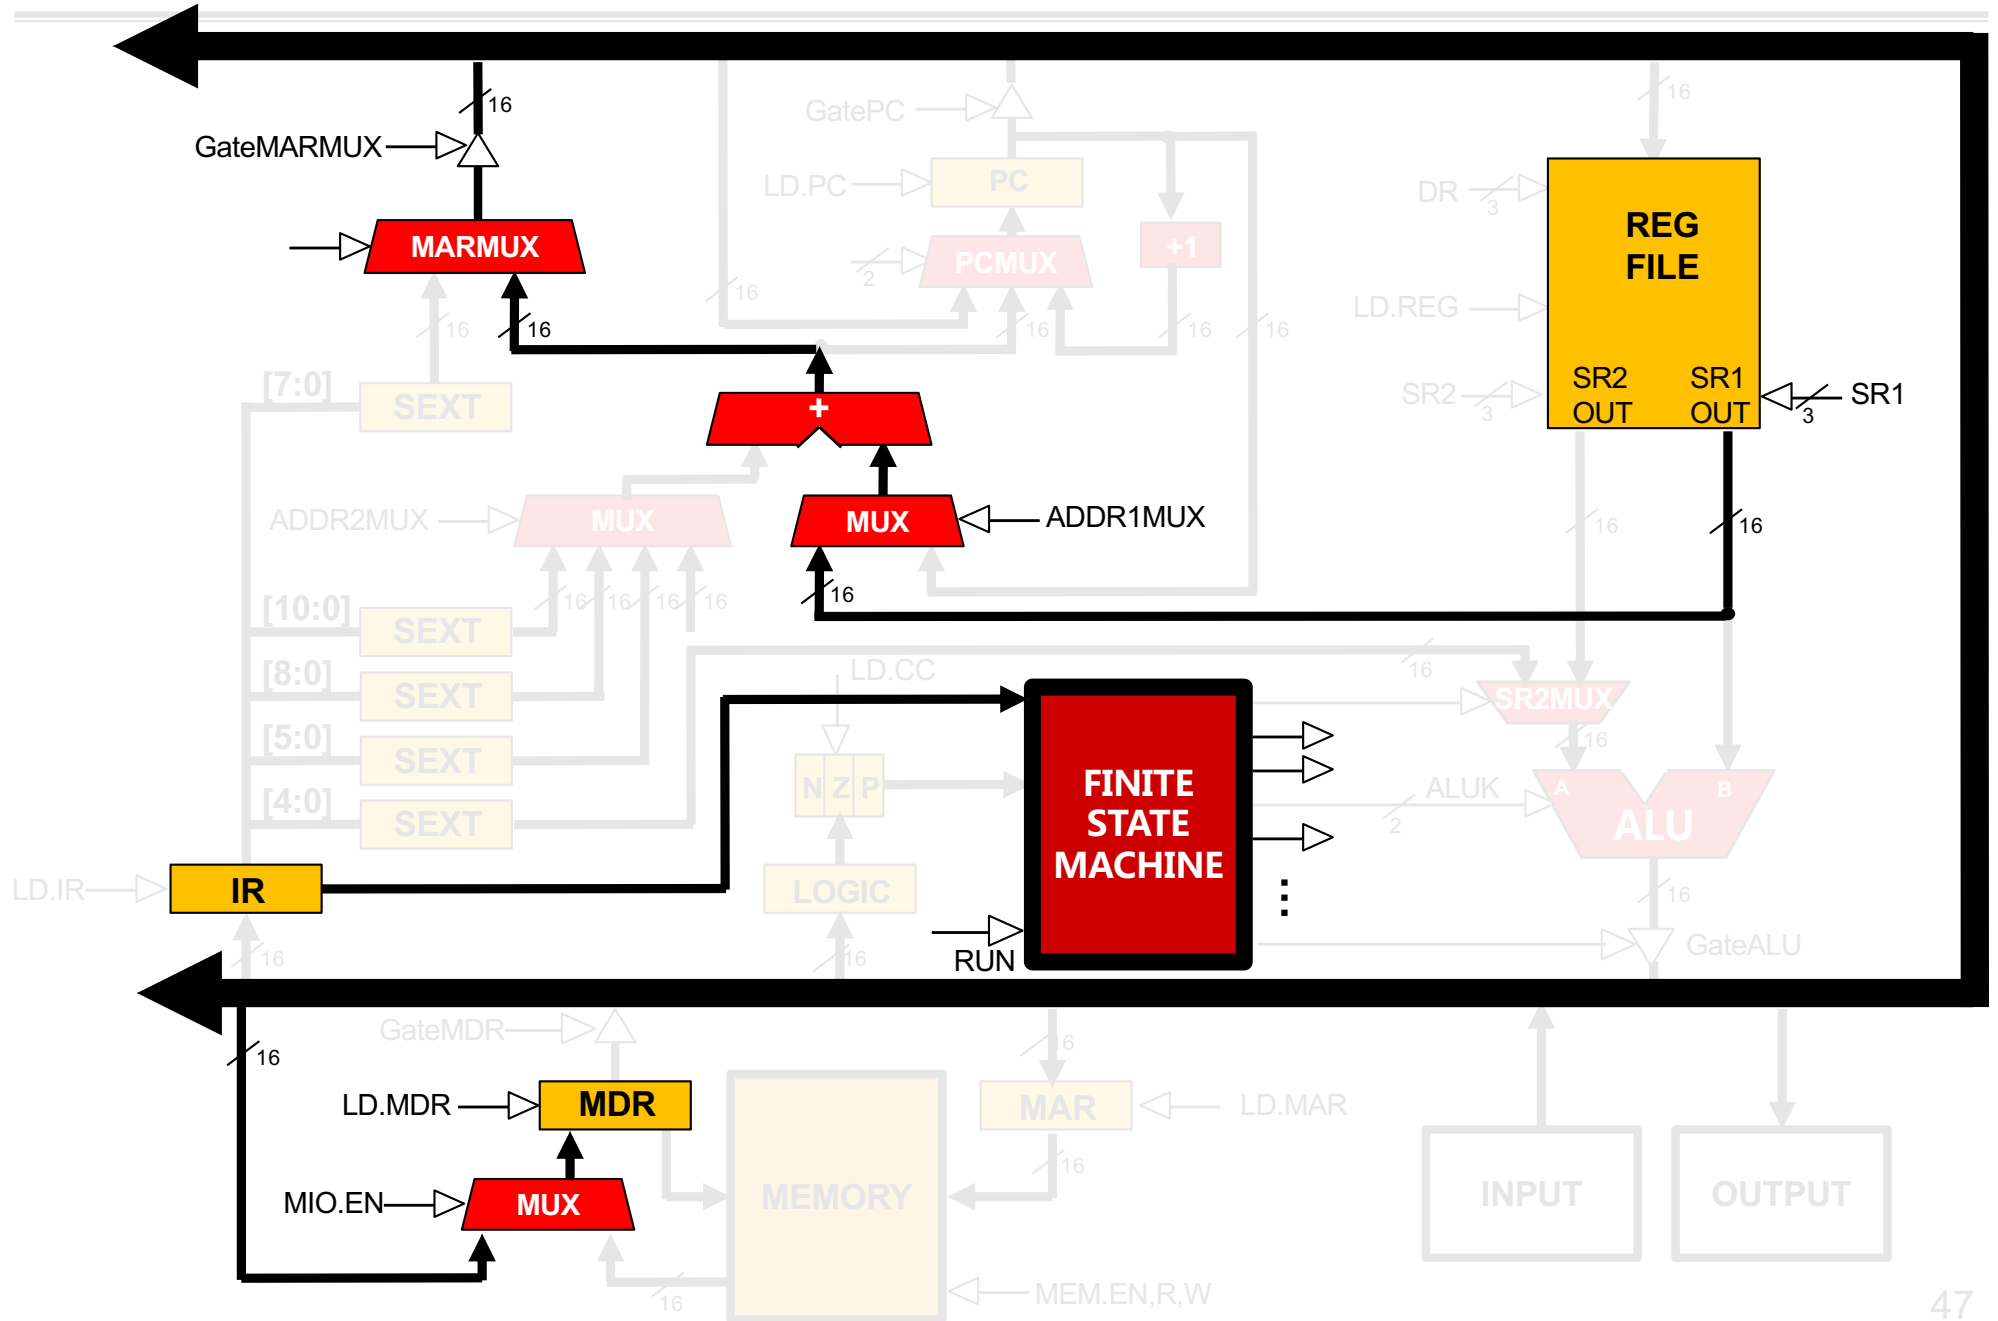 16
GatePC
16
GateMARMUX
LD.PC
PC
DR
3
REG
FILE
MARMUX
2
PCMUX
+1
16
LD.REG
16
16
16
16
16
[7:0]
SEXT
+
SR2
3
SR2
OUT
SR1
OUT
3
SR1
ADDR2MUX
MUX
MUX
ADDR1MUX
16
16
16
16
16
16
16
[10:0]
SEXT
[8:0]
SEXT
LD.CC
16
SR2MUX
16
[5:0]
SEXT
N Z P
FINITE
STATE
MACHINE
ALUK
2
A
B
ALU
[4:0]
SEXT
LD.IR
IR
LOGIC
16
16
16
RUN
GateALU
16
GateMDR
16
LD.MDR
MDR
MAR
LD.MAR
16
MIO.EN
MUX
MEMORY
INPUT
OUTPUT
16
MEM.EN,R,W
47